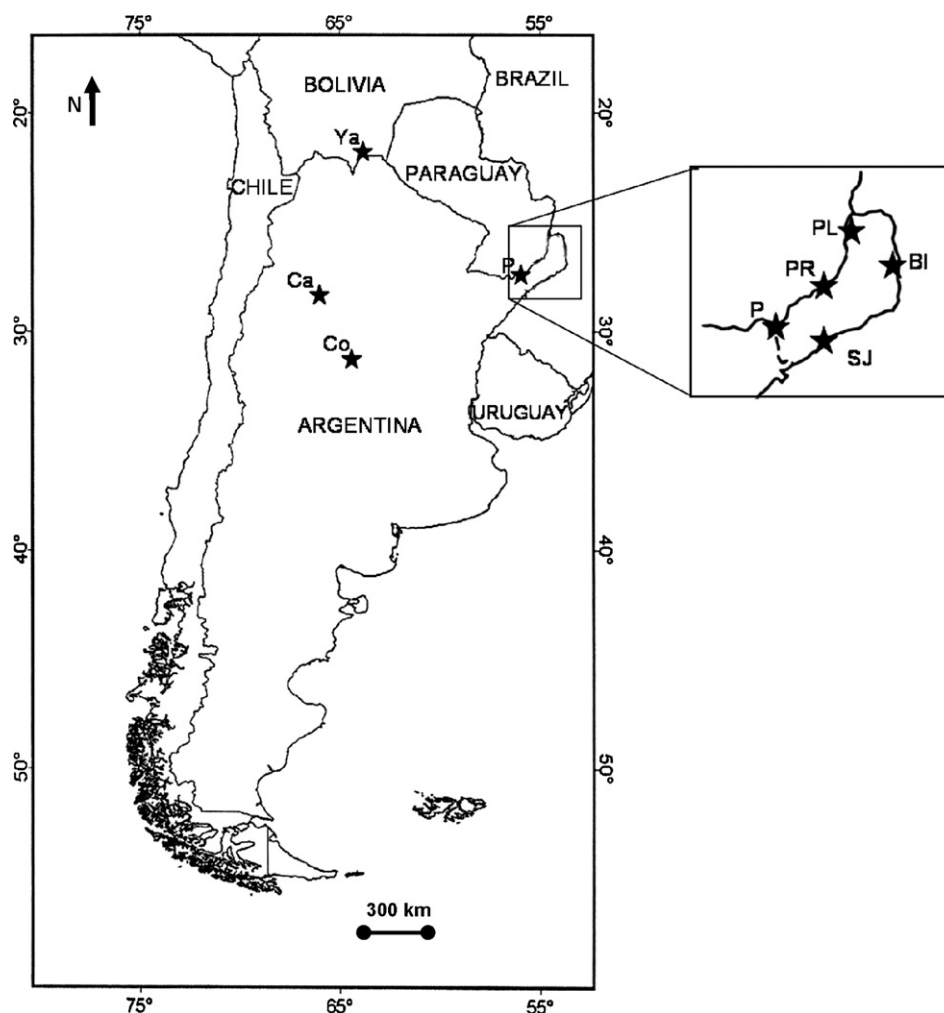 75° 65° 55°
BOLIVIA
BRAZIL
N
20° 20°
Ya
CHILE
PARAGUAY
PL
BI
PR
P
Ca
P
30° 30°
Co
SJ
URUGUAY
ARGENTINA
40° 40°
50° 50°
300 km
75° 65° 55°